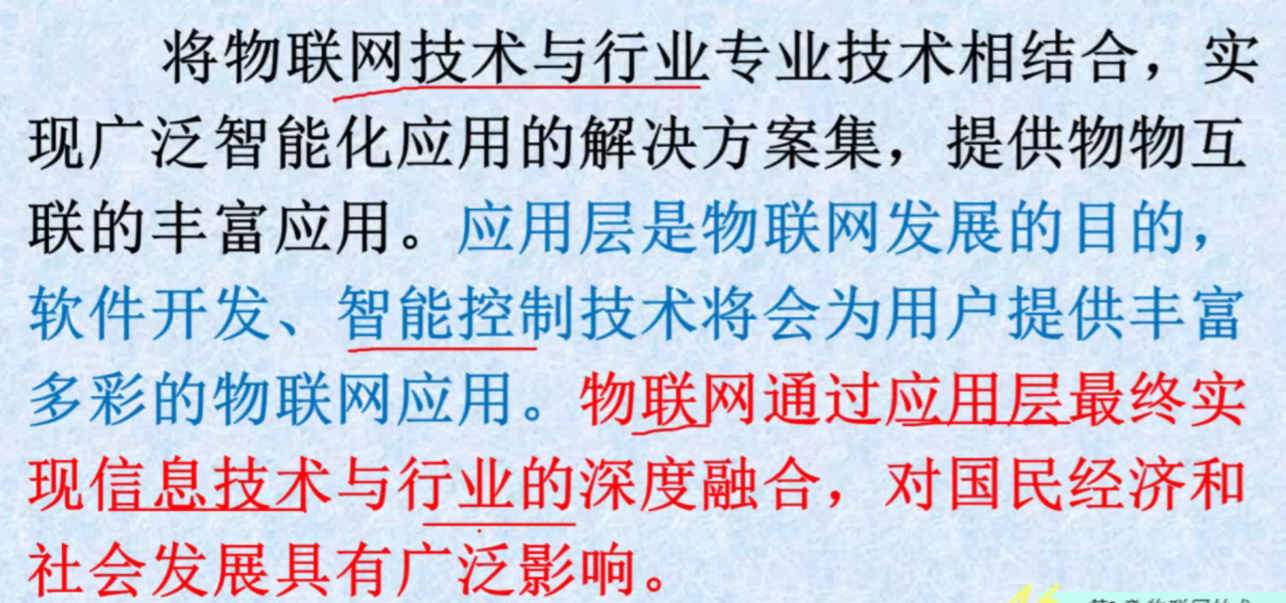 将物联网技术与行业专业技术相结合，实
现广泛智能化应用的解决方案集，提供物物互
联的丰富应用。应用层是物联网发展的目的，
软件开发、智能控制技术将会为用户提供丰富
多彩的物联网应用。物联网通过应用层最终实
现信息技术与行业的深度融合，对国民经济和
社会发展具有广泛影响。